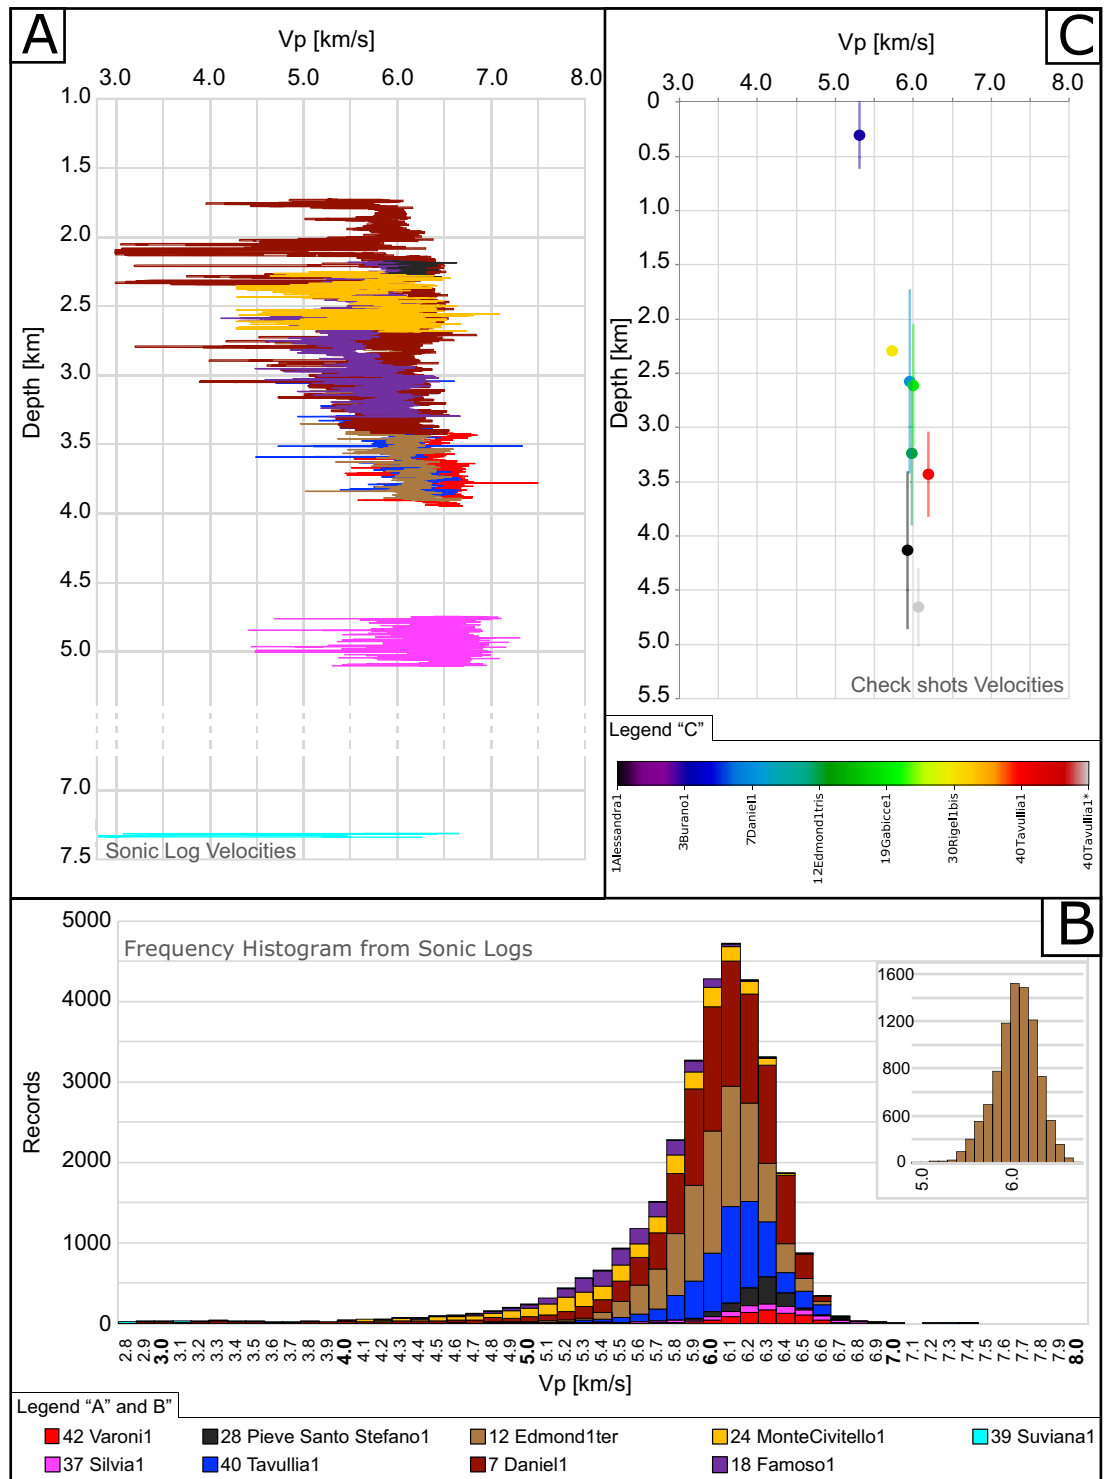 A
Vp [km/s]
3.0 4.0 5.0 6.0 7.0 8.0
1.0
1.5
2.0
2.5
3.0
3.5
4.0
4.5
5.0
7.0
7.5
Depth [km]
Sonic Log Velocities
C
Vp [km/s]
3.0 4.0 5.0 6.0 7.0 8.0
0
0.5
1.0
1.5
2.0
2.5
3.0
3.5
4.0
4.5
5.0
5.5
Depth [km]
Check shots Velocities
Legend “C”
1Alessandra1
3Burano1
7Daniel1
12Edmond1tris
19Gabicce1
30Rigel1bis
40Tavullia1
40Tavullia1*
B
Frequency Histogram from Sonic Logs
5000
4000
3000
2000
1000
0
Records
1600
1200
600
0
5.0 6.0
2.8 2.9 3.0 3.1 3.2 3.3 3.4 3.5 3.6 3.7 3.8 3.9 4.0 4.1 4.2 4.3 4.4 4.5 4.6 4.7 4.8 4.9 5.0 5.1 5.2 5.3 5.4 5.5 5.6 5.7 5.8 5.9 6.0 6.1 6.2 6.3 6.4 6.5 6.6 6.7 6.8 6.9 7.0 7.1 7.2 7.3 7.4 7.5 7.6 7.7 7.8 7.9 8.0
Vp [km/s]
Legend “A” and B”
42 Varoni1 28 Pieve Santo Stefano1 12 Edmond1ter 24 MonteCivitello1 39 Suviana1
37 Silvia1 40 Tavullia1 7 Daniel1 18 Famoso1